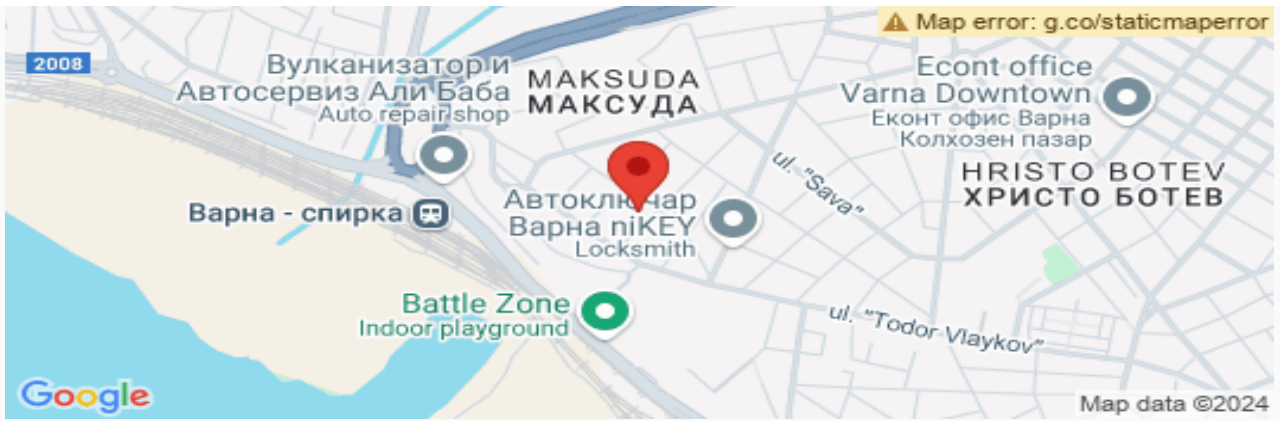 Map error: g.co/staticmaperror
2008
Вулканизатор и
Автосервиз Али Баба
Auto repair shop
MAKSUDA
МАКСУДА
Econt office
Varna Downtown
Еконт офис Варна
Колхозен пазар
HRISTO BOTEV
ХРИСТО БОТЕВ
ul. "Sava"
Варна - спирка
Автоключар
Варна niKEY
Locksmith
Battle Zone
Indoor playground
ul. "Todor Vlaykov"
Google
Map data ©2024